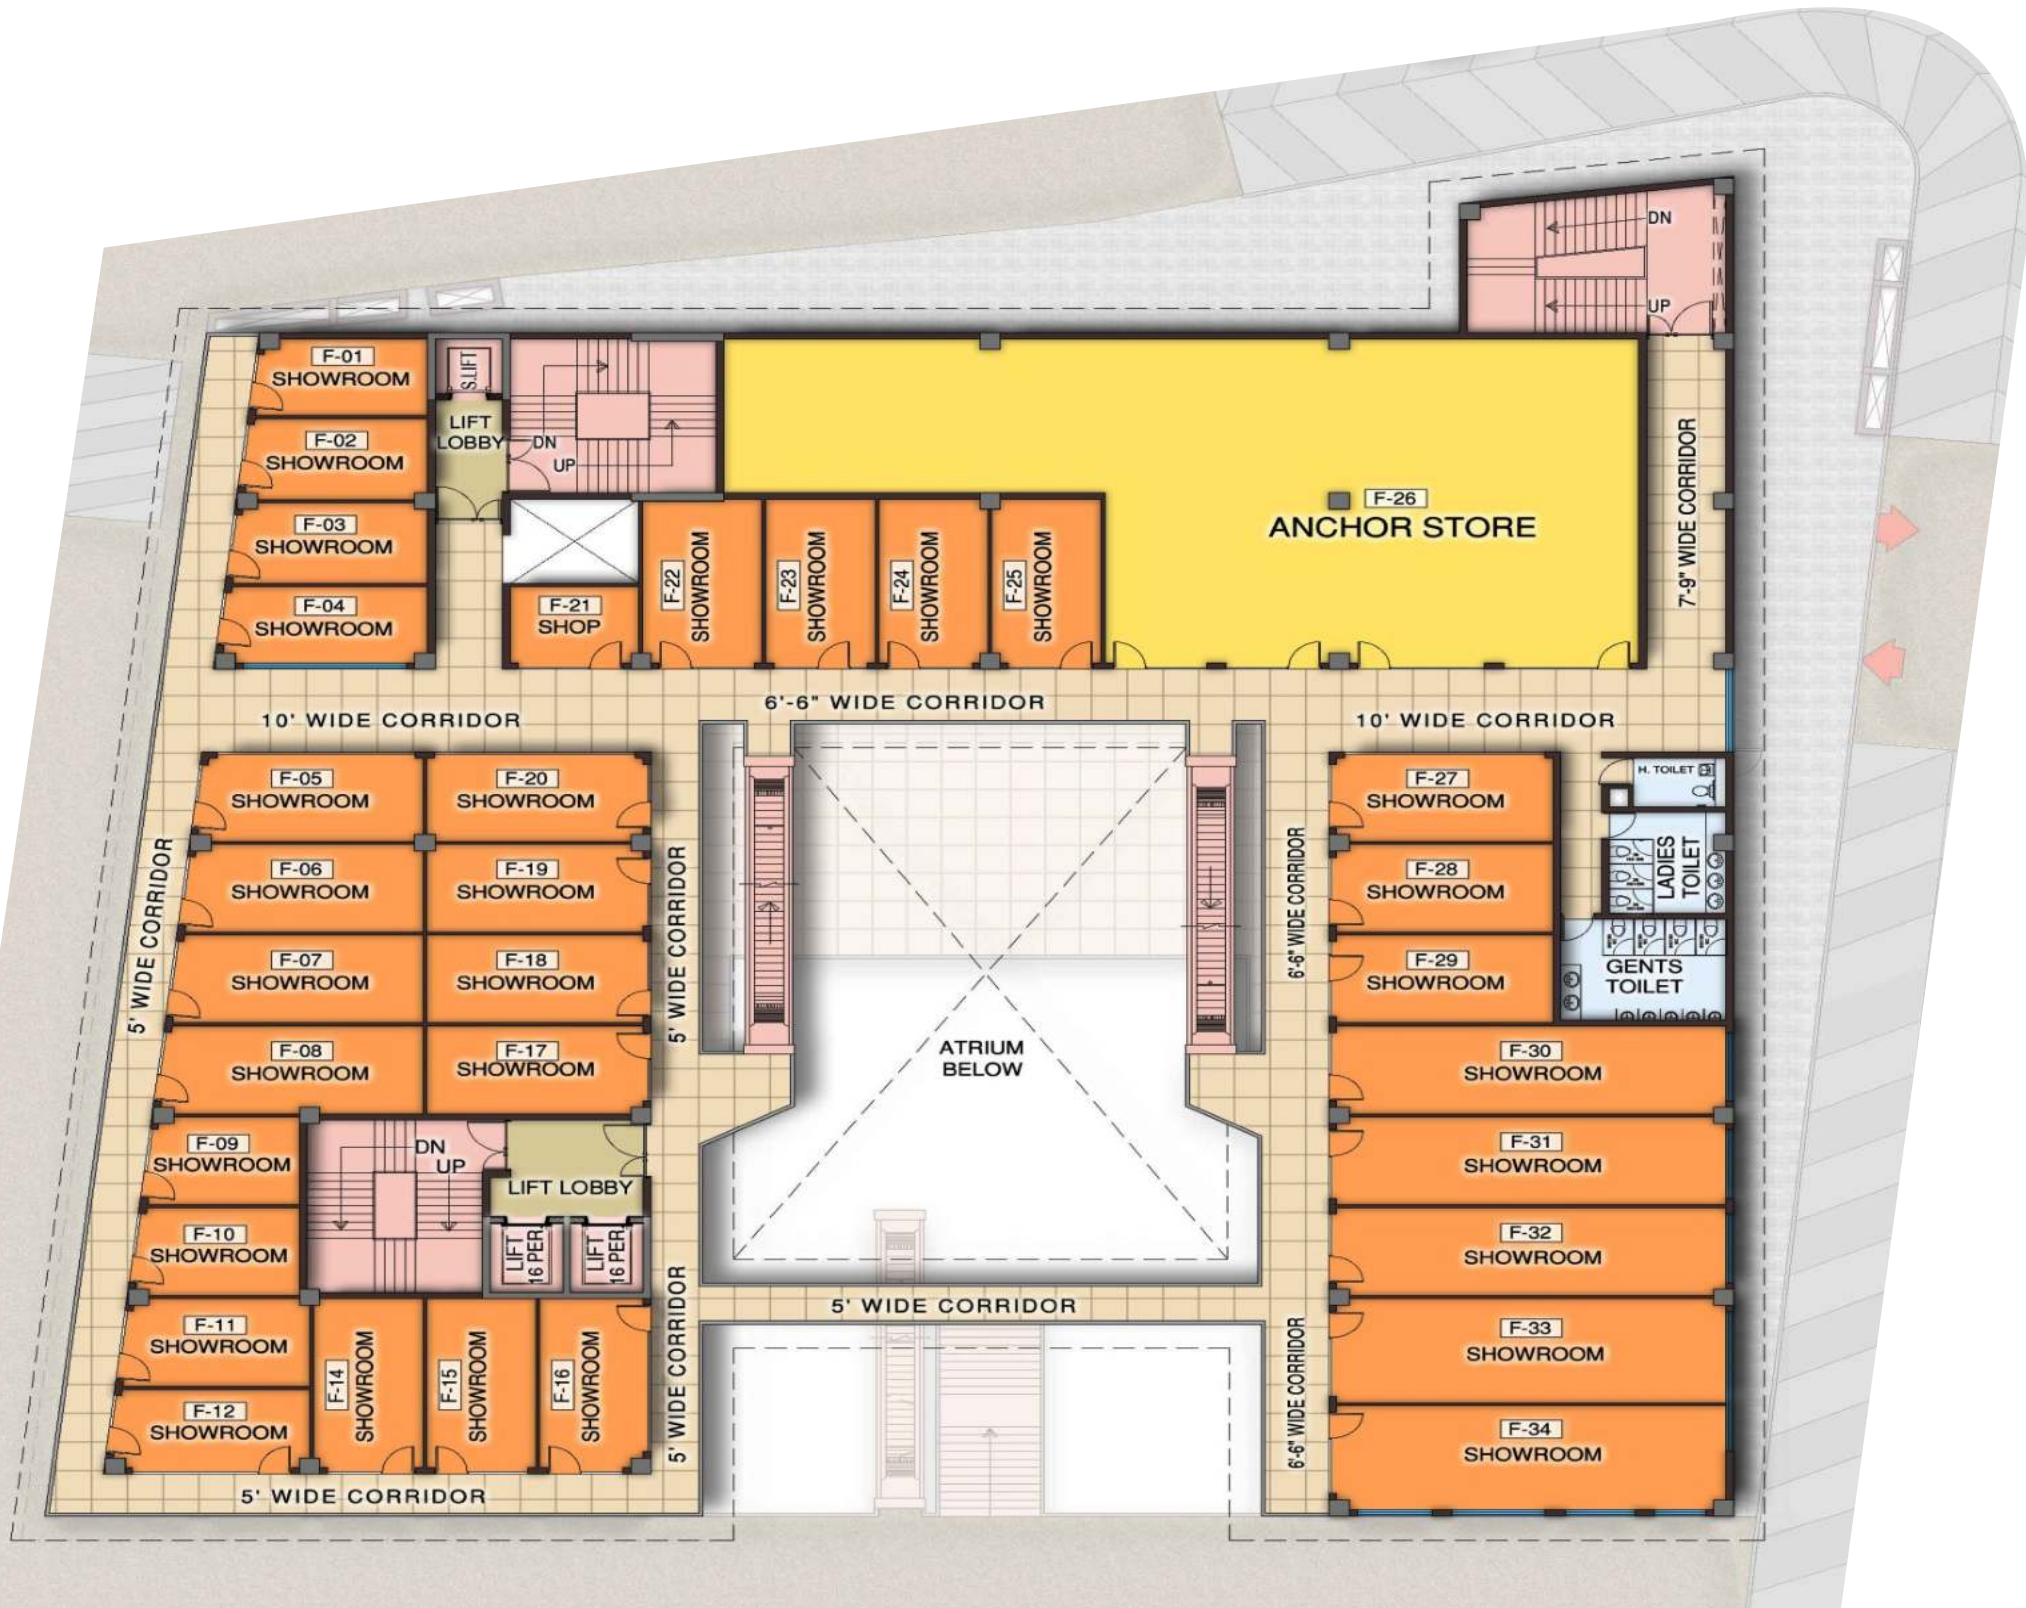 DN
UP
F-01
SHOWROOM
S.LIFT
LIFT
LOBBY
DN
UP
F-02
SHOWROOM
F-03
SHOWROOM
F-04
SHOWROOM
F-21
SHOP
F-22
SHOWROOM
F-23
SHOWROOM
F-24
SHOWROOM
F-25
SHOWROOM
F-26
ANCHOR STORE
7'-9" WIDE CORRIDOR
10' WIDE CORRIDOR
6'-6" WIDE CORRIDOR
10' WIDE CORRIDOR
F-05
SHOWROOM
F-20
SHOWROOM
F-06
SHOWROOM
F-19
SHOWROOM
F-07
SHOWROOM
F-18
SHOWROOM
F-08
SHOWROOM
F-17
SHOWROOM
5' WIDE CORRIDOR
5' WIDE CORRIDOR
ATRIUM
BELOW
6'-6" WIDE CORRIDOR
F-27
SHOWROOM
F-28
SHOWROOM
F-29
SHOWROOM
H. TOILET
LADIES
TOILET
GENTS
TOILET
F-30
SHOWROOM
F-31
SHOWROOM
F-32
SHOWROOM
F-33
SHOWROOM
F-34
SHOWROOM
F-09
SHOWROOM
DN
UP
LIFT LOBBY
LIFT
16 PER.
LIFT
16 PER.
F-10
SHOWROOM
F-11
SHOWROOM
F-12
SHOWROOM
F-14
SHOWROOM
F-15
SHOWROOM
F-16
SHOWROOM
5' WIDE CORRIDOR
5' WIDE CORRIDOR
6'-6" WIDE CORRIDOR
5' WIDE CORRIDOR